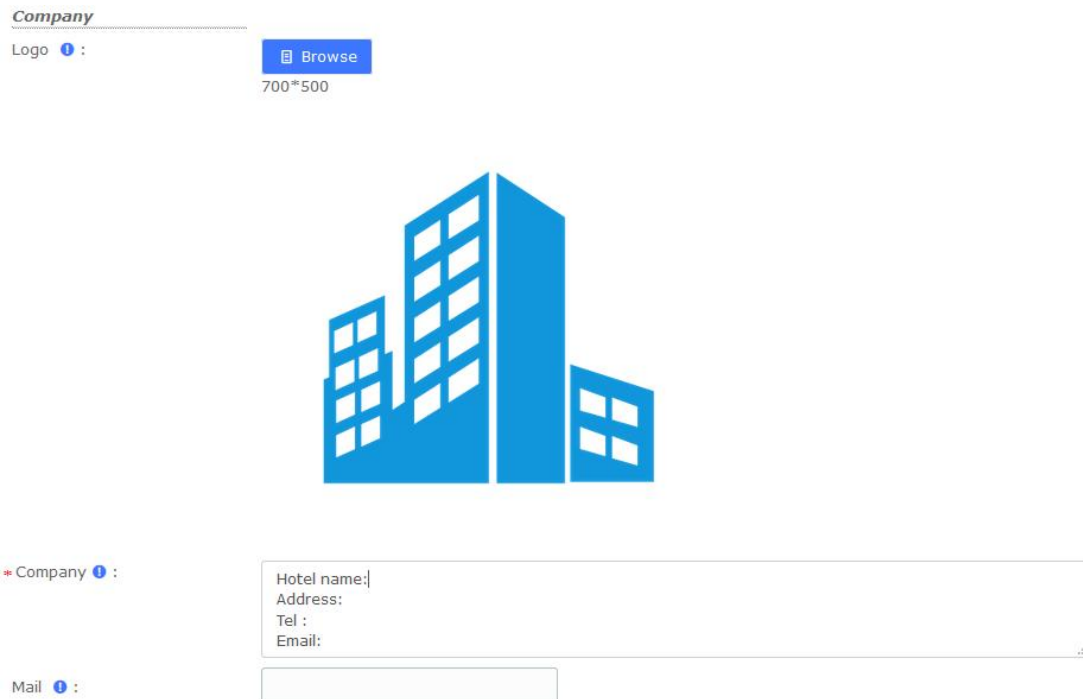 Company
Logo :
Browse
700*500
* Company :
Hotel name:
Address:
Tel :
Email:
Mail :